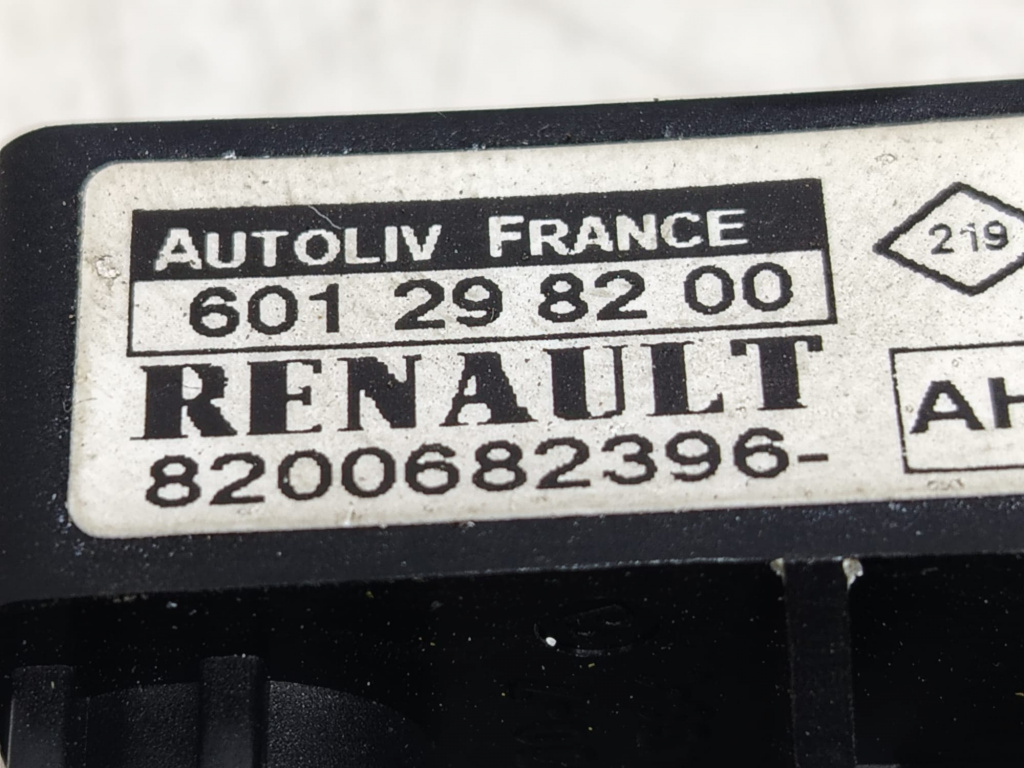 AUTOLIV FRANCE
601 29 82 00
RENAULT
8200682396-
219
AH